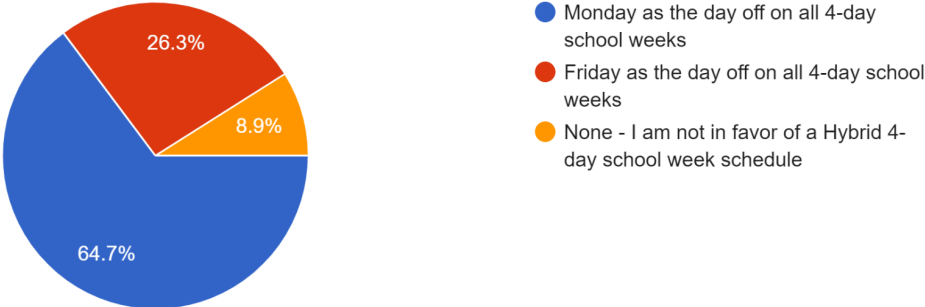 26.3%
8.9%
64.7%
Monday as the day off on all 4-day
school weeks
Friday as the day off on all 4-day school
weeks
None - I am not in favor of a Hybrid 4-
day school week schedule